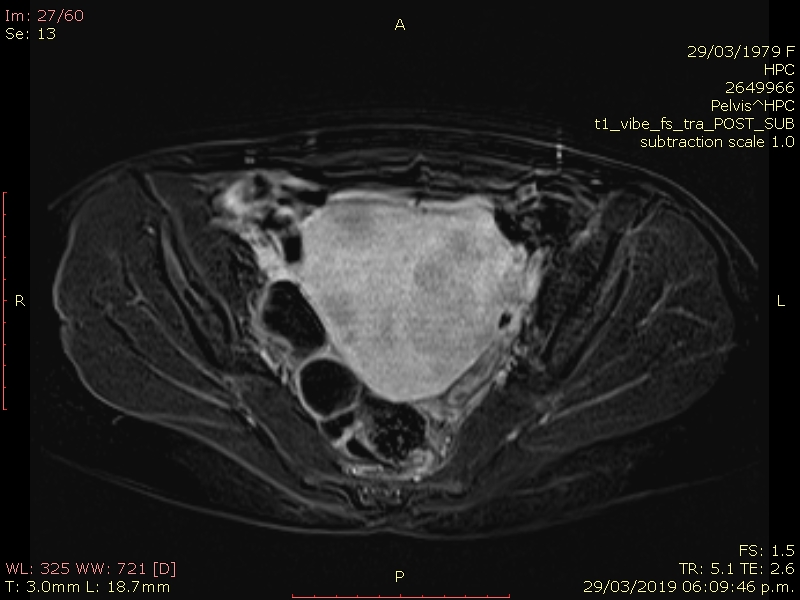 Im: 27/60
Se: 13
A
29/03/1979 F
HPC
2649966
Pelvis^HPC
t1_vibe_fs_tra_POST_SUB
subtraction scale 1.0
R
L
WL: 325 WW: 721 [D]
T: 3.0mm L: 18.7mm
P
FS: 1.5
TR: 5.1 TE: 2.6
29/03/2019 06:09:46 p.m.